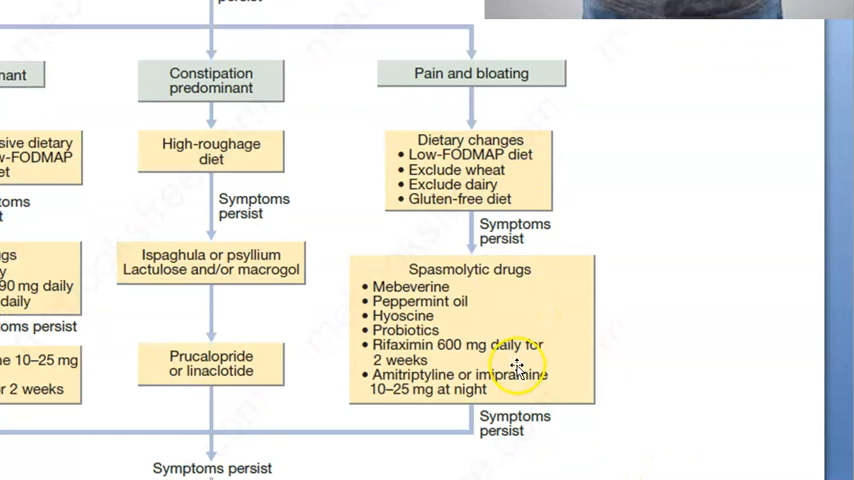 persist
nant
Constipation
predominant
Pain and bloating
sive dietary
w-FODMAP
et
High-roughage
diet
Dietary changes
• Low-FODMAP diet
• Exclude wheat
• Exclude dairy
• Gluten-free diet
oms
st
Symptoms
persist
Symptoms
persist
gs
y
90 mg daily
daily
Ispaghula or psyllium
Lactulose and/or macrogol
Spasmolytic drugs
• Mebeverine
• Peppermint oil
• Hyoscine
• Probiotics
• Rifaximin 600 mg daily for
2 weeks
• Amitriptyline or imipramine
10–25 mg at night
oms persist
ne 10–25 mg
or 2 weeks
Prucalopride
or linaclotide
Symptoms
persist
Symptoms persist